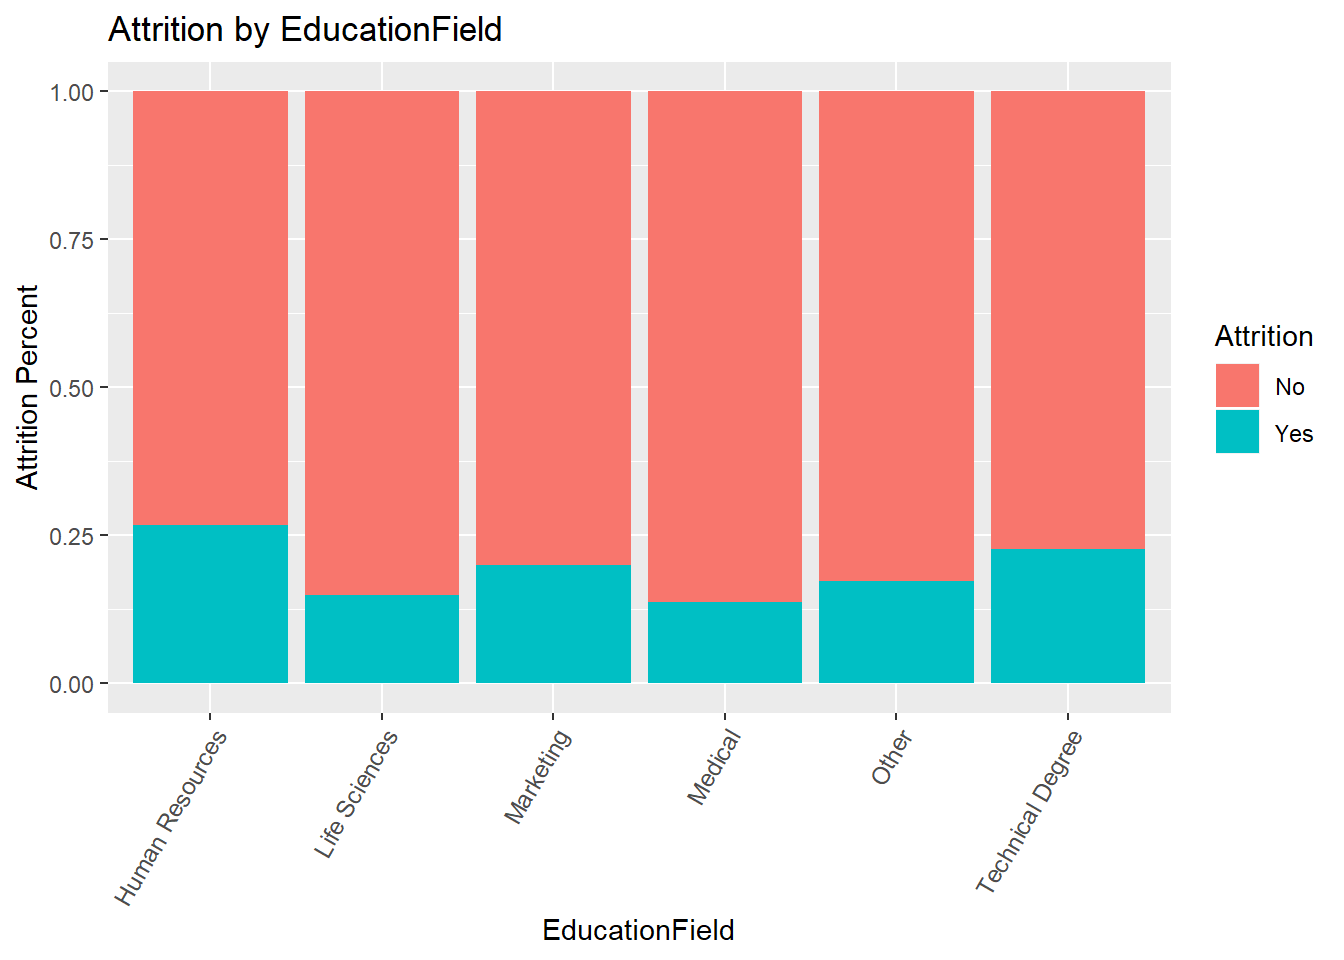 Attrition by EducationField
1.00
0.75
0.50
0.25
0.00
Attrition Percent
Human Resources
Life Sciences
Marketing
Medical
Other
Technical Degree
EducationField
Attrition
No
Yes